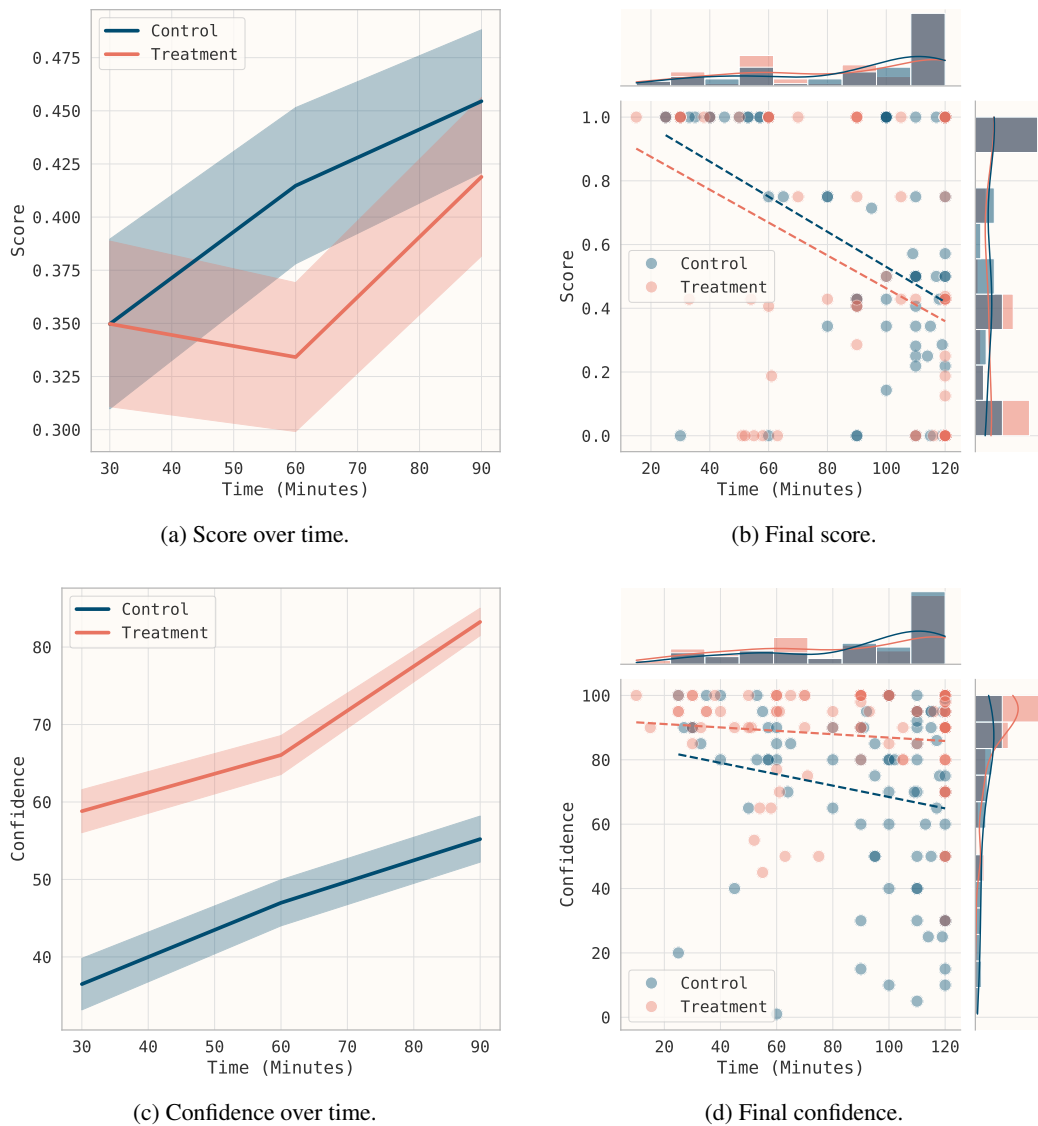 Control
Treatment
0.475
0.450
0.425
0.400
0.375
0.350
0.325
0.300
Score
30 40 50 60 70 80 90
Time (Minutes)
(a) Score over time.
1.0
0.8
0.6
0.4
0.2
0.0
Score
Control
Treatment
20 40 60 80 100 120
Time (Minutes)
(b) Final score.
Control
Treatment
80
70
60
50
40
Confidence
30 40 50 60 70 80 90
Time (Minutes)
(c) Confidence over time.
100
80
60
40
20
0
Confidence
Control
Treatment
20 40 60 80 100 120
Time (Minutes)
(d) Final confidence.